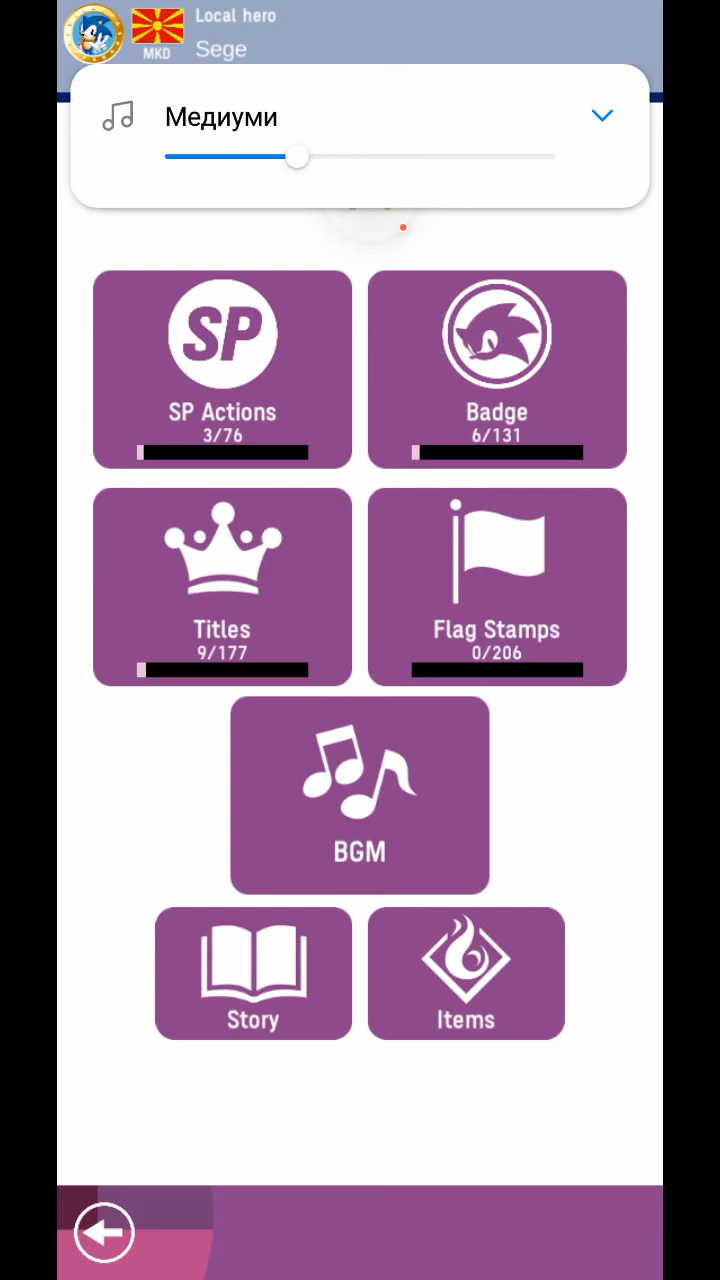 Local hero
MKD
Sege
Медиуми
SP
SP Actions
3/76
Badge
6/131
Titles
9/177
Flag Stamps
0/206
BGM
Story
Items